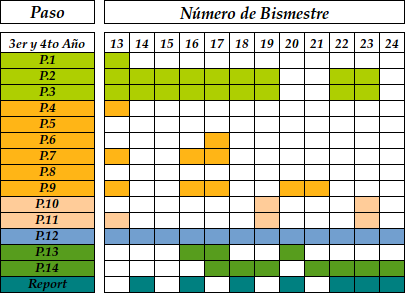 Paso Número de Bismestre
3er y 4to Año 13 14 15 16 17 18 19 20 21 22 23 24
P.1
P.2
P.3
P.4
P.5
P.6
P.7
P.8
P.9
P.10
P.11
P.12
P.13
P.14
Report